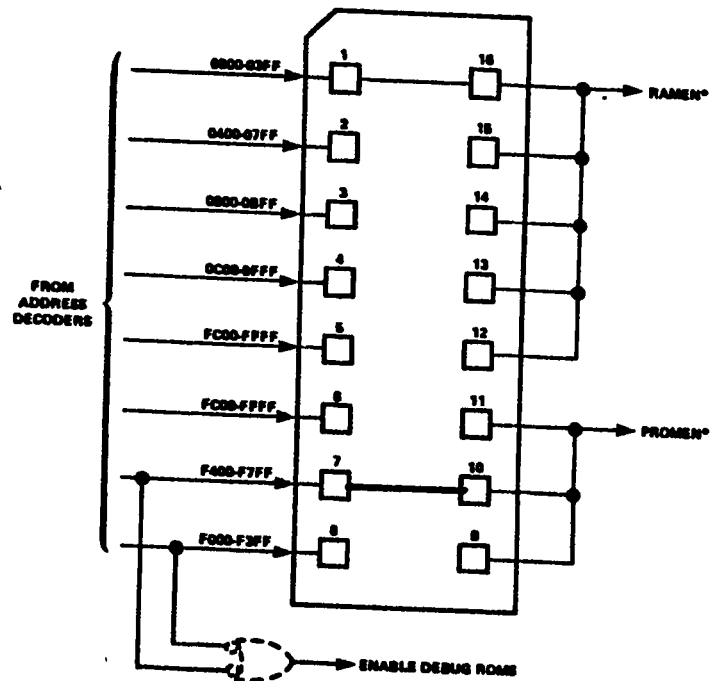 1
16
0000-03FF
RAMEN*
2
15
0400-07FF
3
14
0800-0BFF
4
13
0C00-0FFF
FROM
ADDRESS
DECODERS
5
12
FC00-FFFF
6
11
FC00-FFFF
PROMEN*
7
10
F400-F7FF
8
9
F000-F3FF
ENABLE DEBUG ROMS